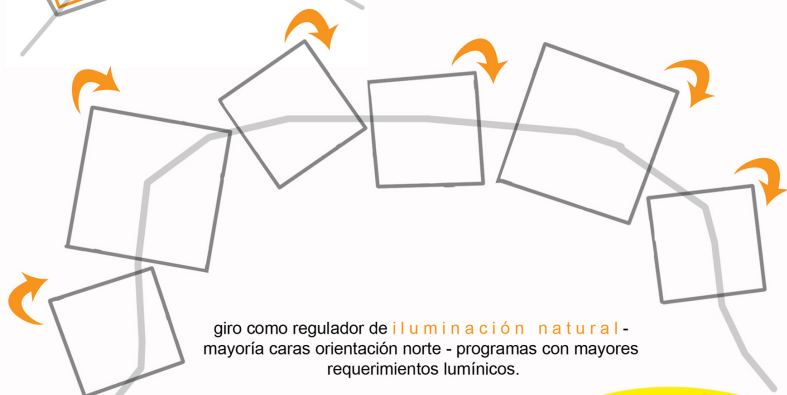 giro como regulador de iluminación natural -
mayoría caras orientación norte - programas con mayores
requerimientos lumínicos.